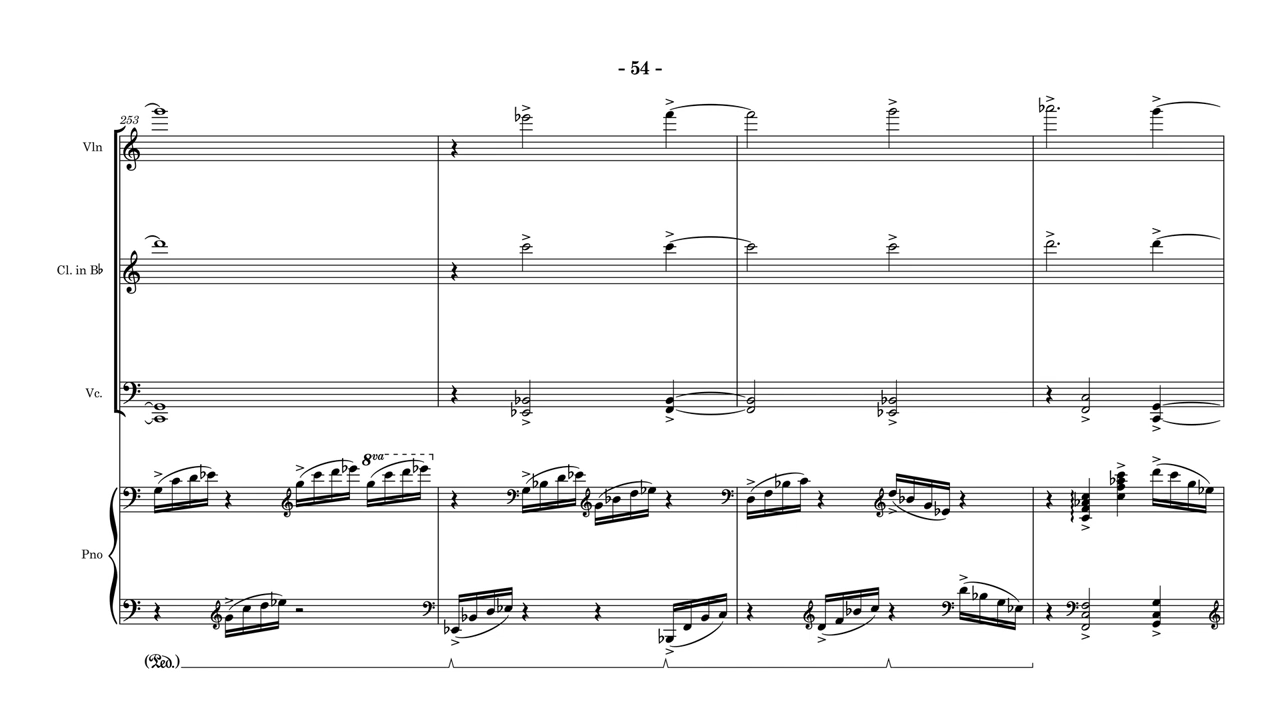 - 54 -
253
Vln
Cl. in B♭
Vc.
8va
Pno
(Ped.)